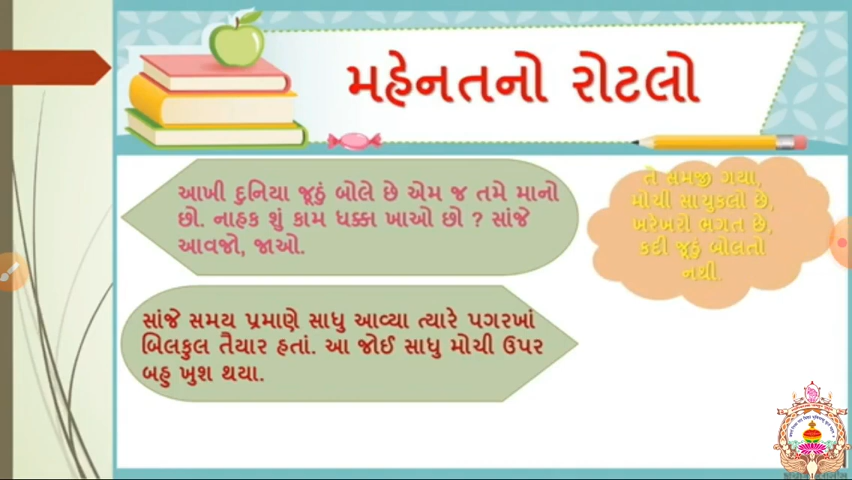 મહેનતનો રોટલો
આખી દુનિયા જૂઠું બોલે છે એમ જ તમે માનો
છો. નાહક શું કામ ધક્કા ખાઓ છો ? સાંજે
આવજો, જાઓ.
તે સમજી ગયા,
મોચી સાચુકલો છે,
ખરેખરો ભગત છે,
કદી જૂઠું બોલતો
નથી.
સાંજે સમય પ્રમાણે સાધુ આવ્યા ત્યારે પગરખાં
બિલકુલ તૈયાર હતાં. આ જોઈ સાધુ મોચી ઉપર
બહુ ખુશ થયા.